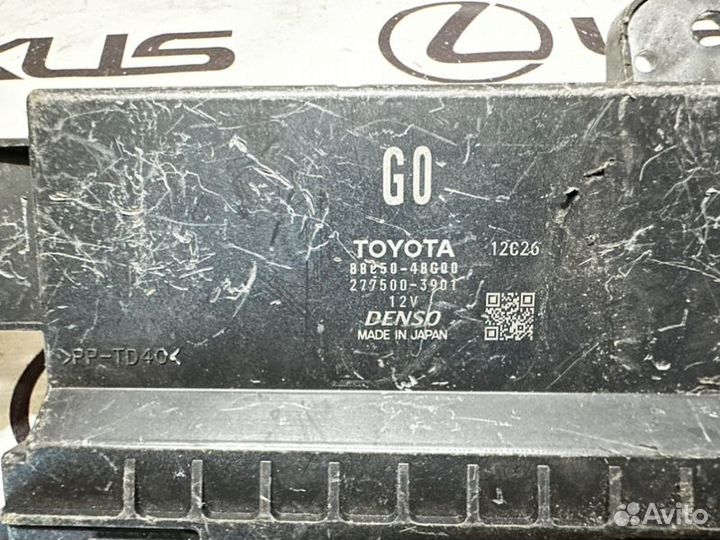 XUS
GO
TOYOTA 12C26
88650-48G00
277500-3901
12V
DENSO
MADE IN JAPAN
>PP-TD40<
Avito